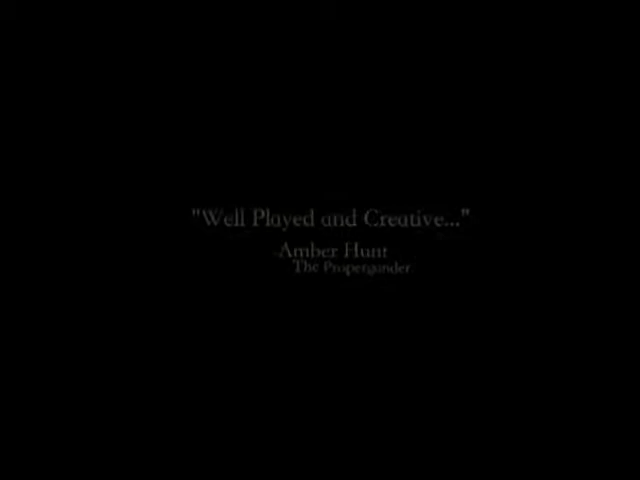 "Well Played and Creative..."
Amber Hunt
The Propergander